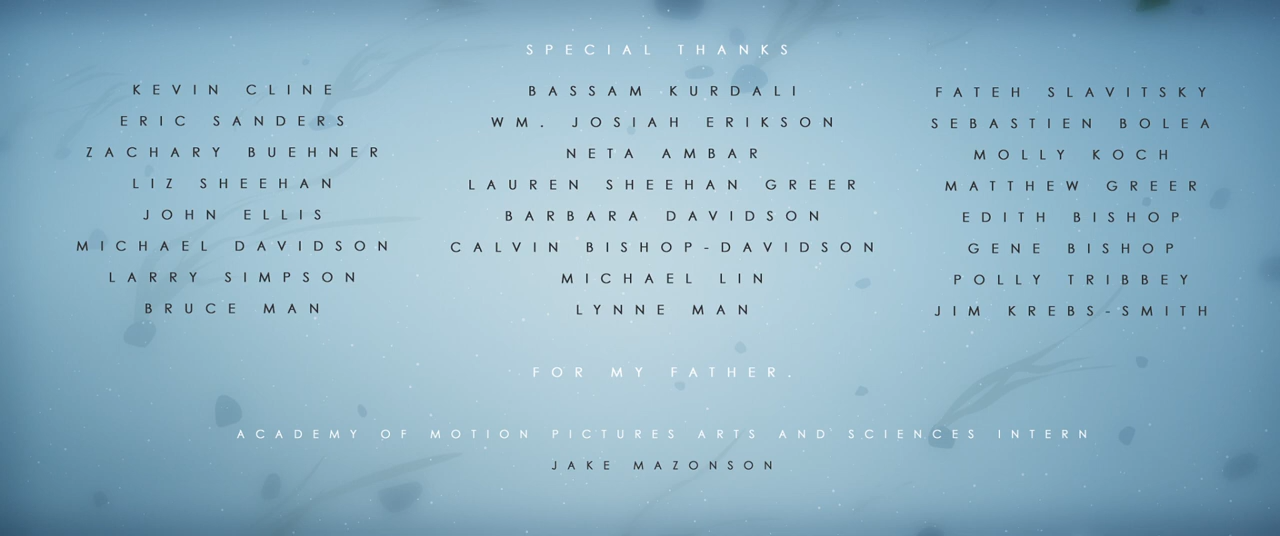 SPECIAL THANKS
KEVIN CLINE
ERIC SANDERS
ZACHARY BUEHNER
LIZ SHEEHAN
JOHN ELLIS
MICHAEL DAVIDSON
LARRY SIMPSON
BRUCE MAN
BASSAM KURDALI
WM. JOSIAH ERIKSON
NETA AMBAR
LAUREN SHEEHAN GREER
BARBARA DAVIDSON
CALVIN BISHOP-DAVIDSON
MICHAEL LIN
LYNNE MAN
FATEH SLAVITSKY
SEBASTIEN BOLEA
MOLLY KOCH
MATTHEW GREER
EDITH BISHOP
GENE BISHOP
POLLY TRIBBEY
JIM KREBS-SMITH
FOR MY FATHER.
ACADEMY OF MOTION PICTURES ARTS AND SCIENCES INTERN
JAKE MAZONSON